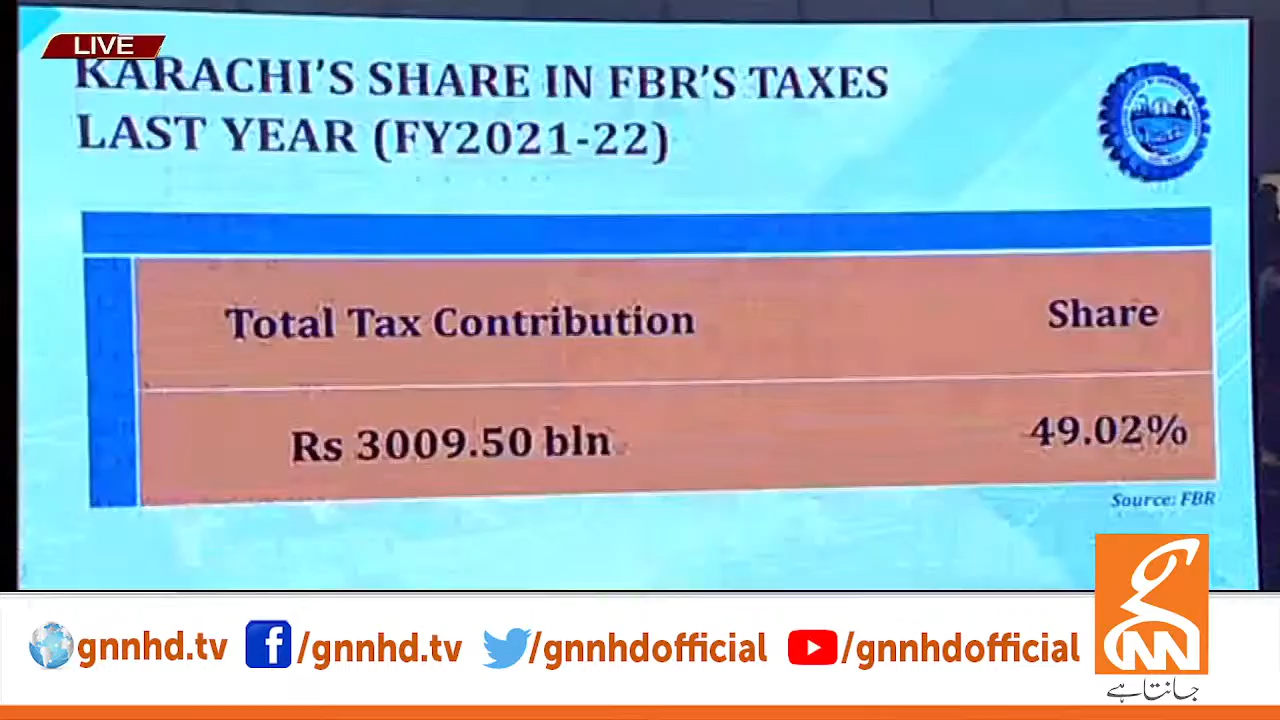 LIVE
KARACHI'S SHARE IN FBR'S TAXES
LAST YEAR (FY2021-22)
Total Tax Contribution
Share
Rs 3009.50 bln
49.02%
Source: FBR
gnnhd.tv
/gnnhd.tv
/gnnhdofficial
/gnnhdofficial
GNN
جانتا ہے